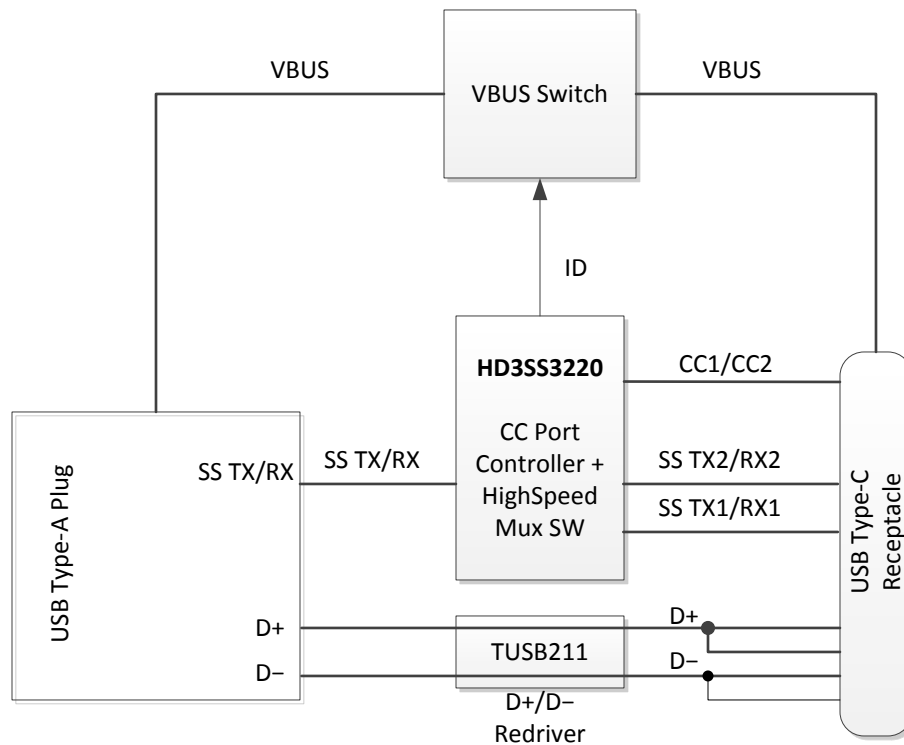 VBUS
VBUS Switch
VBUS
ID
HD3SS3220
CC Port
Controller +
HighSpeed
Mux SW
CC1/CC2
SS TX/RX
SS TX/RX
SS TX2/RX2
SS TX1/RX1
USB Type-A Plug
USB Type-C
Receptacle
D+
D+
TUSB211
D−
D−
D+/D−
Redriver